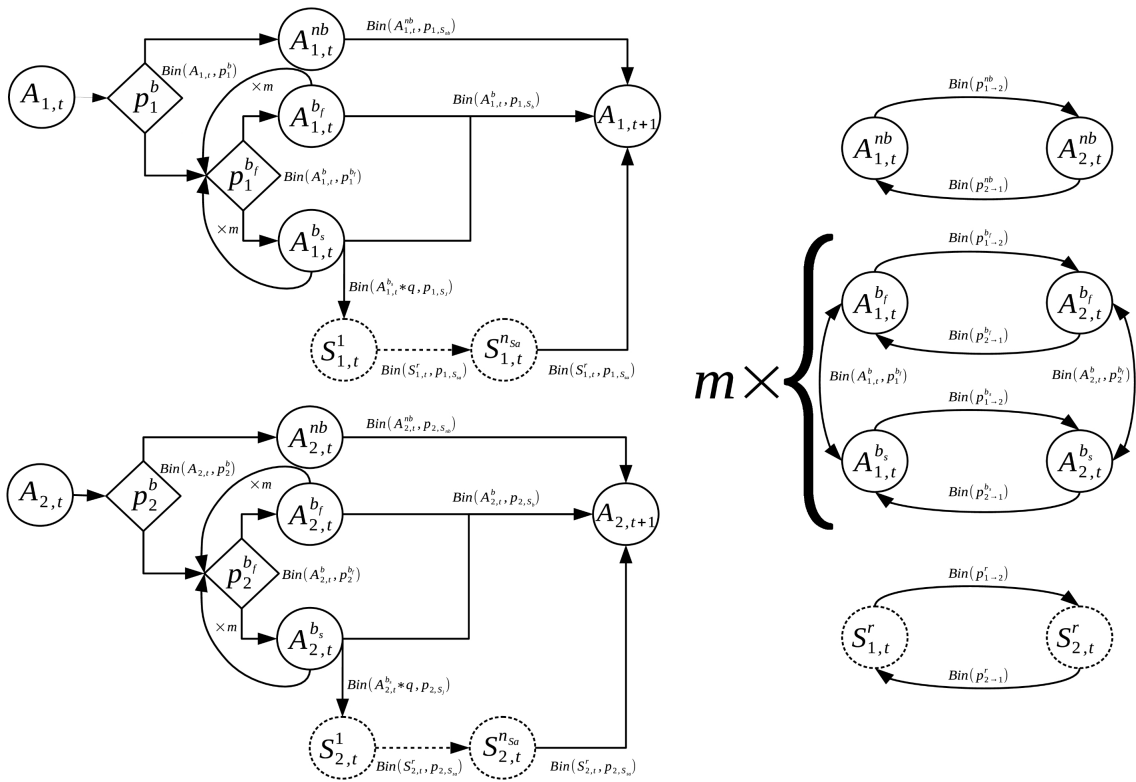 A_{1,t}
p_1^b
Bin(A_{1,t}, p_1^b)
A_{1,t}^{nb}
Bin(A_{1,t}^{nb}, p_{1,S_{nb}})
×m
A_{1,t}^{b_f}
Bin(A_{1,t}^b, p_{1,S_b})
A_{1,t+1}
p_1^{b_f}
Bin(A_{1,t}^b, p_1^{b_f})
×m
A_{1,t}^{b_s}
Bin(A_{1,t}^{b_s}*q, p_{1,S_j})
S_{1,t}^1
Bin(S_{1,t}^r, p_{1,S_{sa}})
S_{1,t}^{n_{Sa}}
Bin(S_{1,t}^r, p_{1,S_{sa}})
A_{2,t}
p_2^b
Bin(A_{2,t}, p_2^b)
A_{2,t}^{nb}
Bin(A_{2,t}^{nb}, p_{2,S_{nb}})
×m
A_{2,t}^{b_f}
Bin(A_{2,t}^b, p_{2,S_b})
A_{2,t+1}
p_2^{b_f}
Bin(A_{2,t}^b, p_2^{b_f})
×m
A_{2,t}^{b_s}
Bin(A_{2,t}^{b_s}*q, p_{2,S_j})
S_{2,t}^1
Bin(S_{2,t}^r, p_{2,S_{sa}})
S_{2,t}^{n_{Sa}}
Bin(S_{2,t}^r, p_{2,S_{sa}})
Bin(p_{1→2}^{nb})
A_{1,t}^{nb}
A_{2,t}^{nb}
Bin(p_{2→1}^{nb})
m×{
Bin(p_{1→2}^{b_f})
A_{1,t}^{b_f}
A_{2,t}^{b_f}
Bin(p_{2→1}^{b_f})
Bin(A_{1,t}^b, p_1^{b_f})
Bin(A_{2,t}^b, p_2^{b_f})
Bin(p_{1→2}^{b_s})
A_{1,t}^{b_s}
A_{2,t}^{b_s}
Bin(p_{2→1}^{b_s})
Bin(p_{1→2}^r)
S_{1,t}^r
S_{2,t}^r
Bin(p_{2→1}^r)